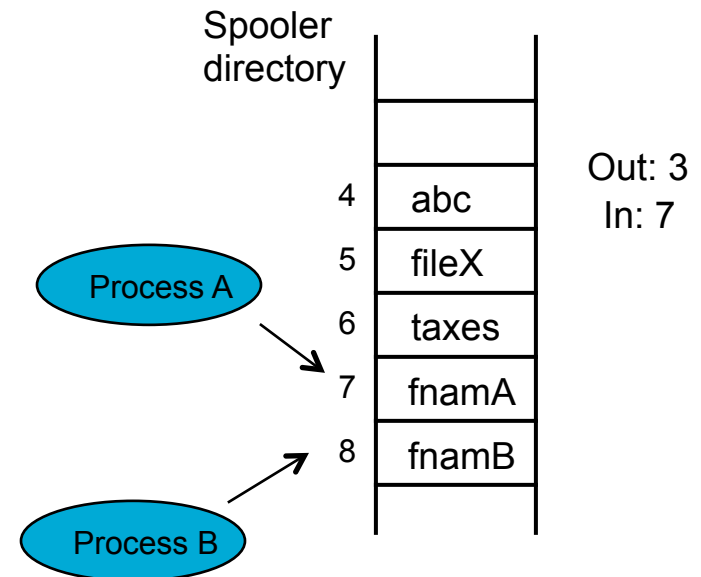 Spooler
directory
Out: 3
In: 7
4 abc
5 fileX
6 taxes
7 fnamA
8 fnamB
Process A
Process B